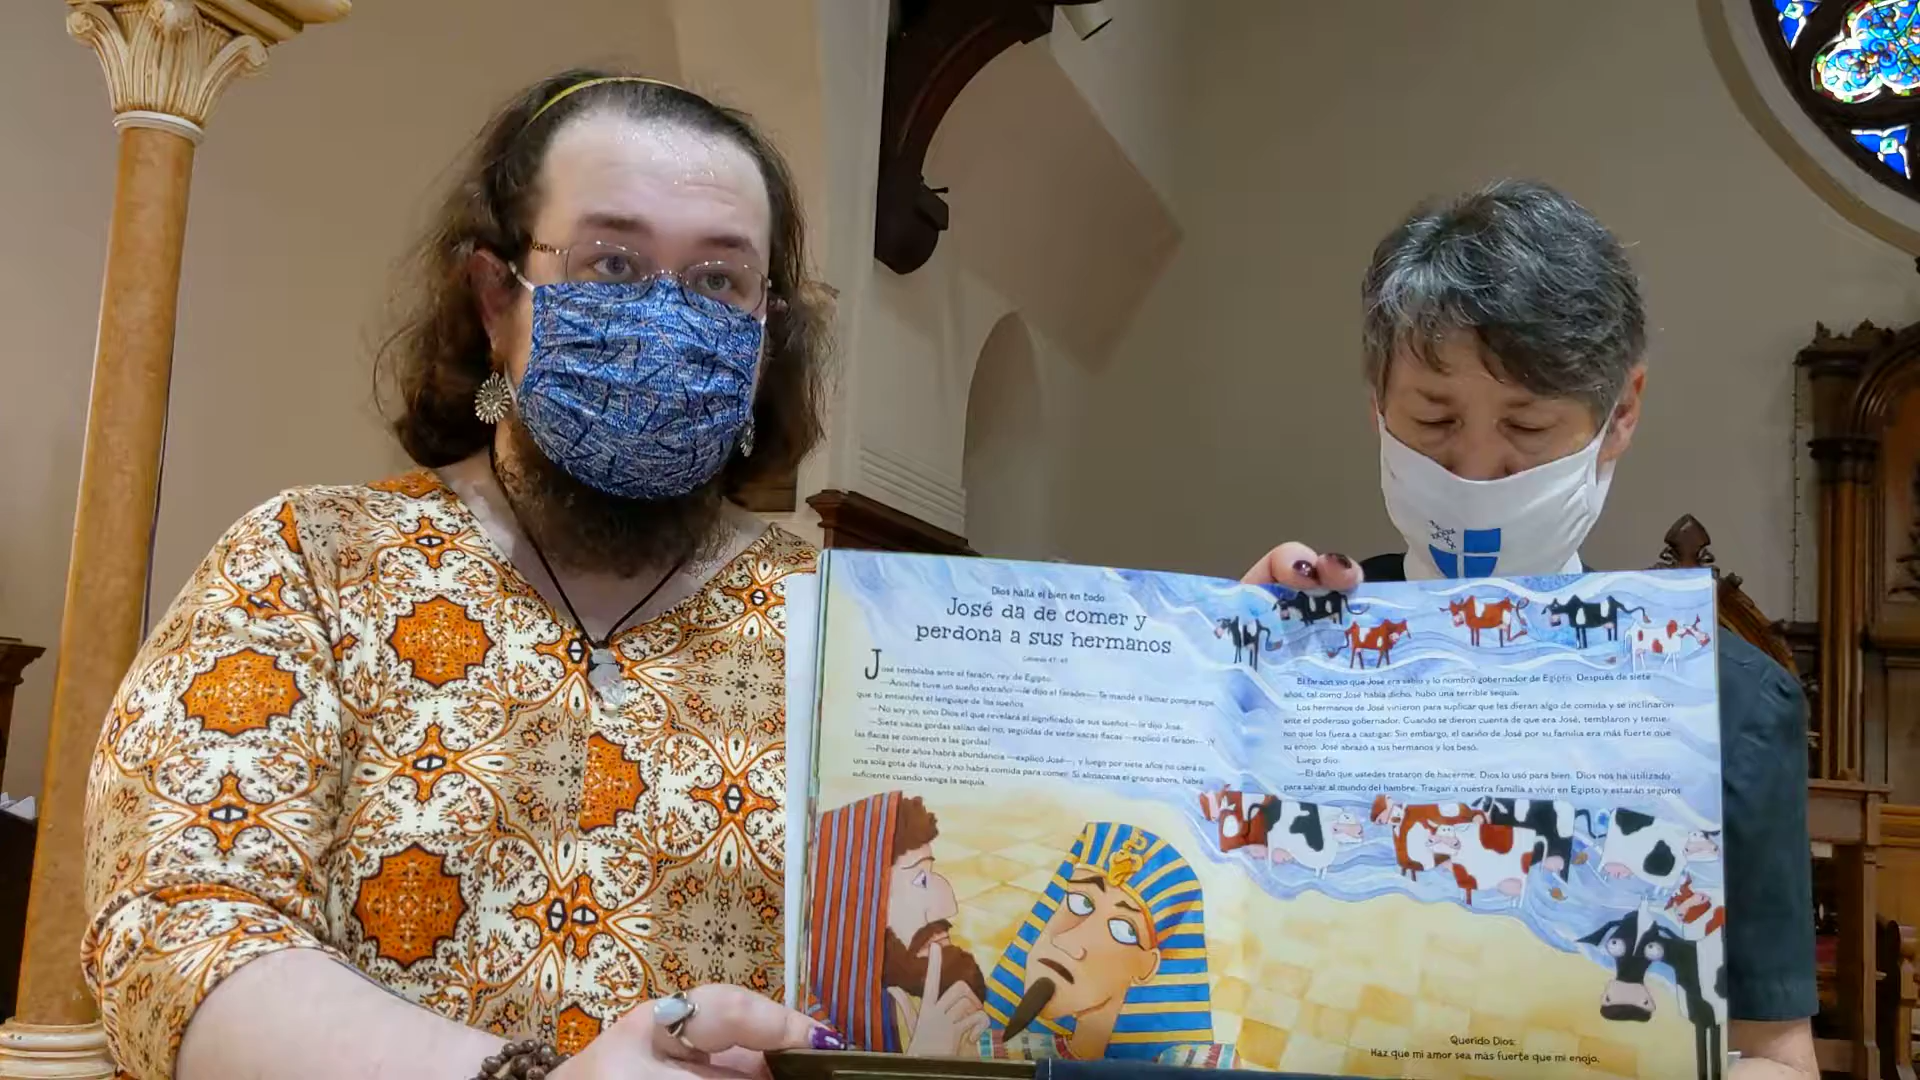 Dios halla el bien en todo
José da de comer y
perdona a sus hermanos
José temblaba ante el faraón, rey de Egipto.
—Anoche tuve un sueño extraño —le dijo el faraón—. Te mandé a llamar porque supe
que tú entiendes el lenguaje de los sueños.
—No soy yo, sino Dios el que revelará el significado de sus sueños —le dijo José.
—Siete vacas gordas salían del río, seguidas de siete vacas flacas —explicó el faraón—. ¡Y
las flacas se comieron a las gordas!
—Por siete años habrá abundancia —explicó José—, y luego por siete años no caerá ni
una sola gota de lluvia, y no habrá comida para comer. Si almacena el grano ahora, habrá
suficiente cuando venga la sequía.
El faraón vio que José era sabio y lo nombró gobernador de Egipto. Después de siete
años, tal como José había dicho, hubo una terrible sequía.
Los hermanos de José vinieron para suplicar que les dieran algo de comida y se inclinaron
ante el poderoso gobernador. Cuando se dieron cuenta de que era José, temblaron y temie-
ron que los fuera a castigar. Sin embargo, el cariño de José por su familia era más fuerte que
su enojo. José abrazó a sus hermanos y los besó.
Luego dijo:
—El daño que ustedes trataron de hacerme, Dios lo usó para bien. Dios nos ha utilizado
para salvar al mundo del hambre. Traigan a nuestra familia a vivir en Egipto y estarán seguros
Querido Dios:
Haz que mi amor sea más fuerte que mi enojo.